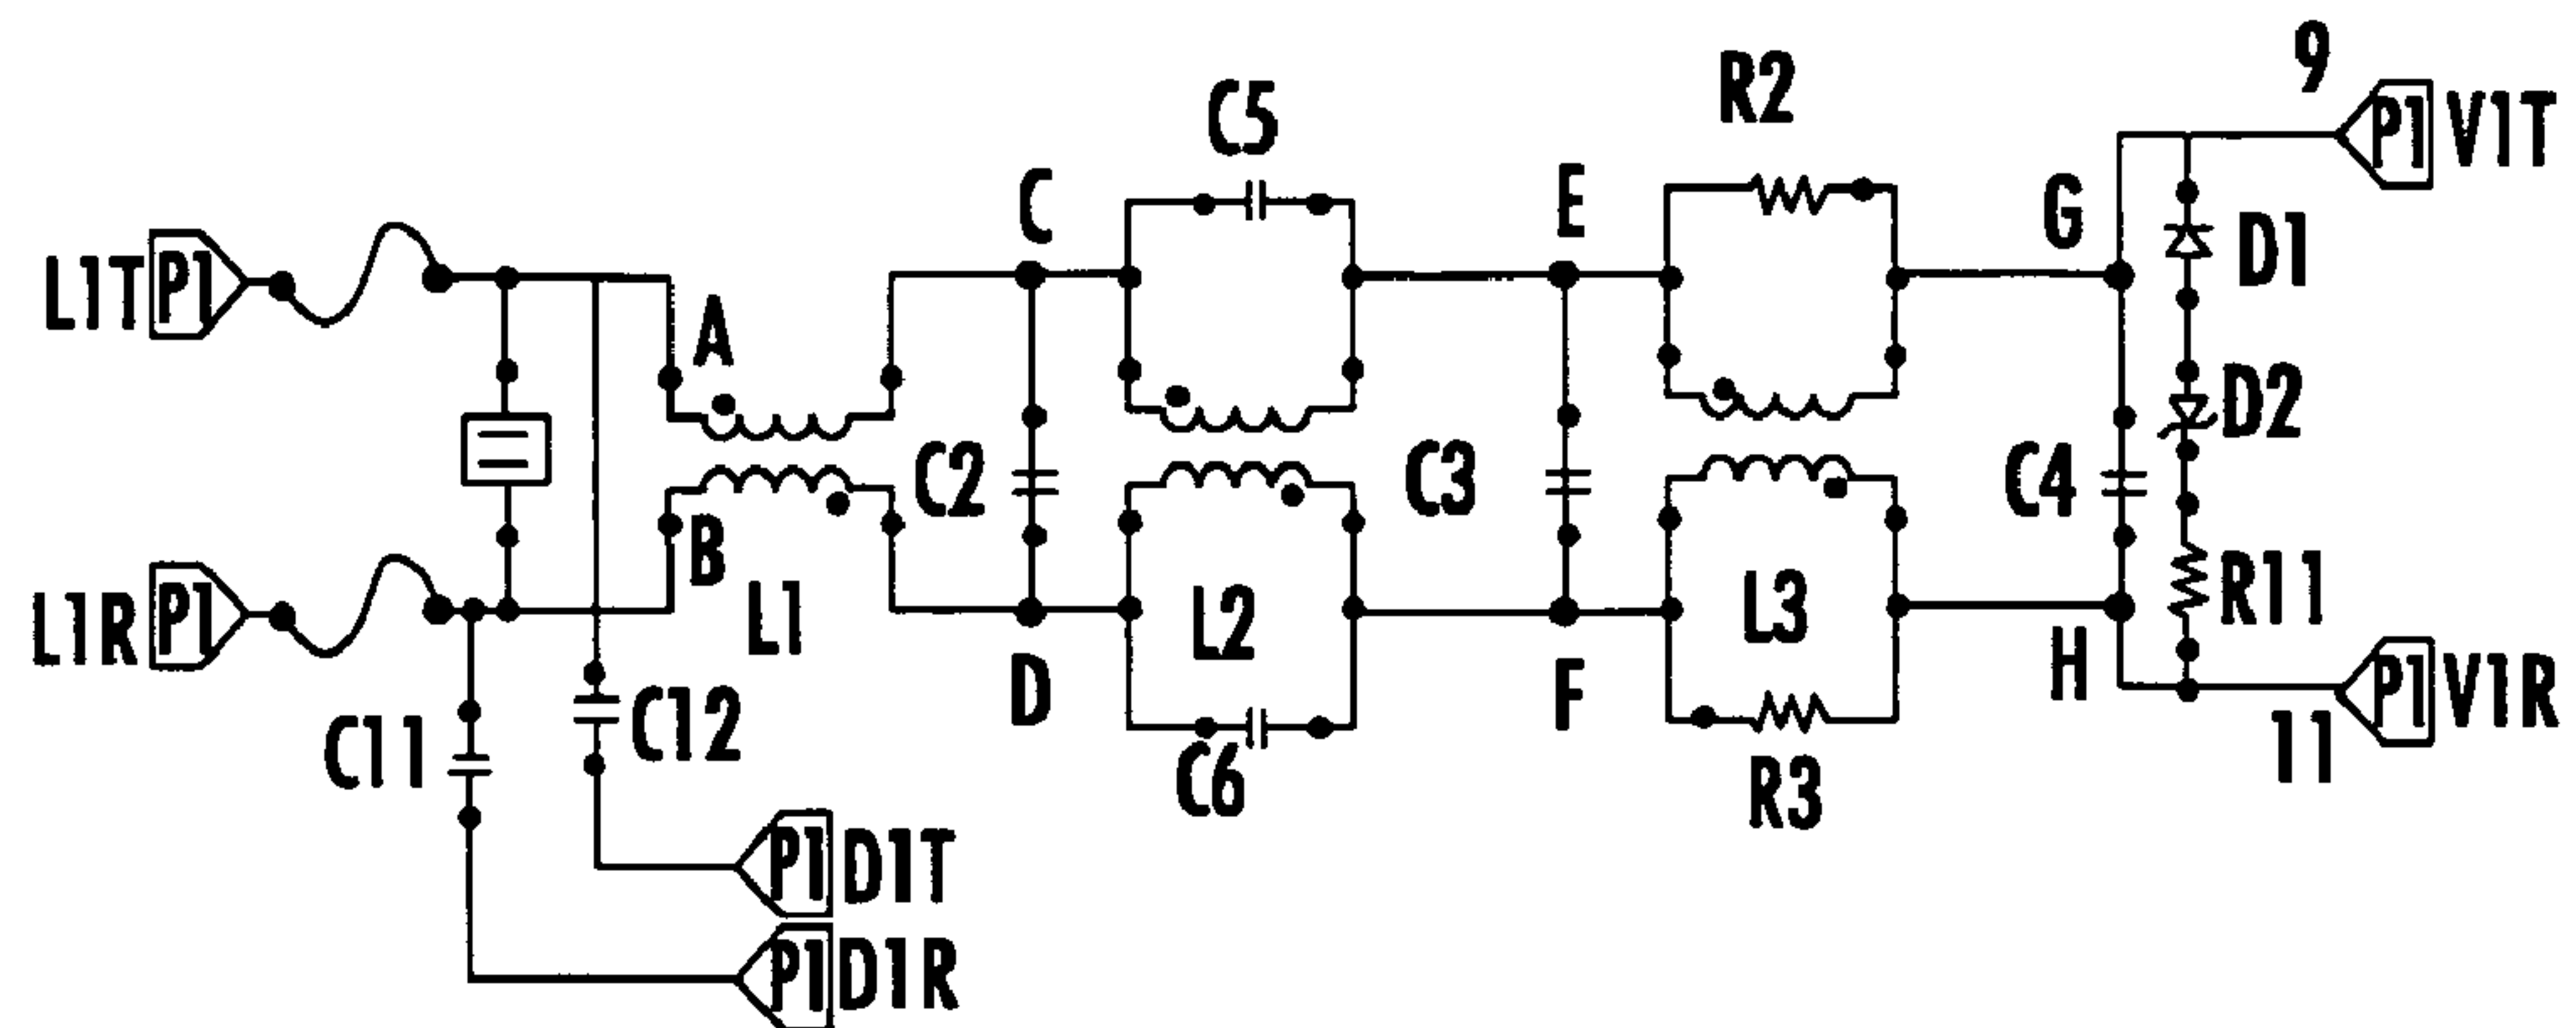 9
P1 V1T
R2
C5
C
E
G
D1
L1T P1
A
D2
C2
C3
C4
B
L1R P1
L1
L2
L3
R11
D
F
H
P1 V1R
11
C11
C12
C6
R3
P1 D1T
P1 D1R